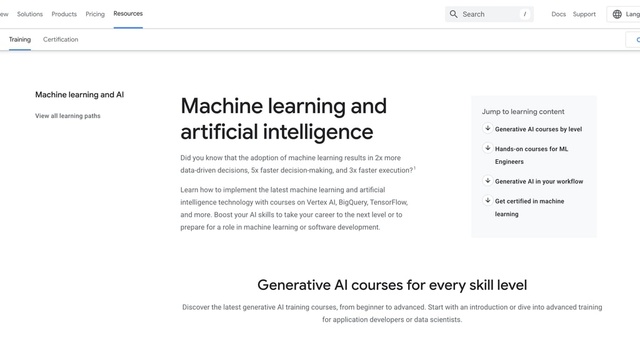 ew Solutions Products Pricing Resources Search / Docs Support Lang
Training Certification
Machine learning and AI
View all learning paths
Machine learning and
artificial intelligence
Did you know that the adoption of machine learning results in 2x more
data-driven decisions, 5x faster decision-making, and 3x faster execution?1
Learn how to implement the latest machine learning and artificial
intelligence technology with courses on Vertex AI, BigQuery, TensorFlow,
and more. Boost your AI skills to take your career to the next level or to
prepare for a role in machine learning or software development.
Jump to learning content
Generative AI courses by level
Hands-on courses for ML
Engineers
Generative AI in your workflow
Get certified in machine
learning
Generative AI courses for every skill level
Discover the latest generative AI training courses, from beginner to advanced. Start with an introduction or dive into advanced training
for application developers or data scientists.